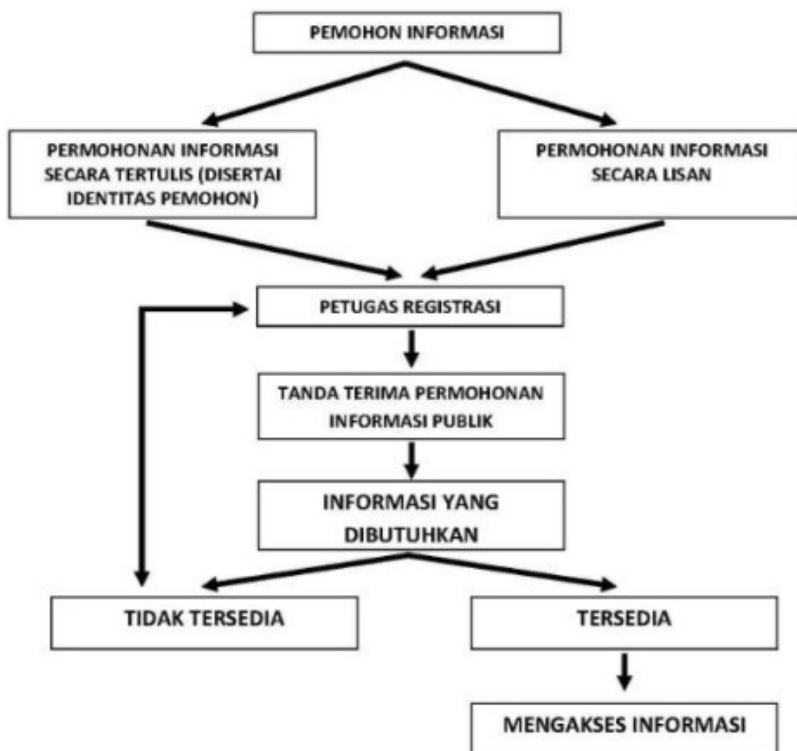 PEMOHON INFORMASI
PERMOHONAN INFORMASI
SECARA TERTULIS (DISERTAI
IDENTITAS PEMOHON)
PERMOHONAN INFORMASI
SECARA LISAN
PETUGAS REGISTRASI
TANDA TERIMA PERMOHONAN
INFORMASI PUBLIK
INFORMASI YANG
DIBUTUHKAN
TIDAK TERSEDIA
TERSEDIA
MENGAKSES INFORMASI